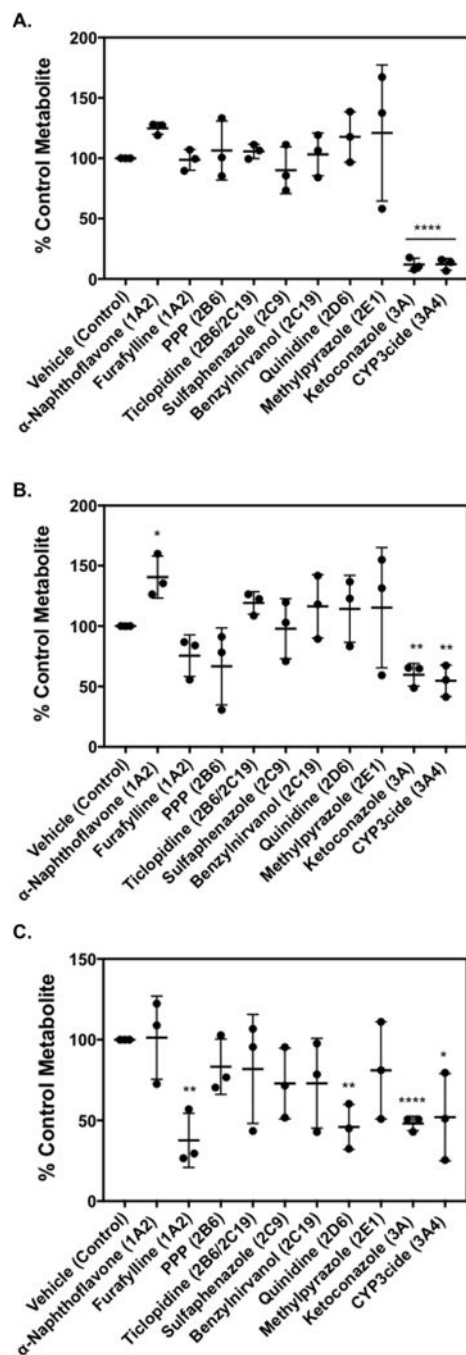 A.
% Control Metabolite
200
150
100
50
0
****
Vehicle (Control)
α-Naphthoflavone (1A2)
Furafylline (1A2)
PPP (2B6)
Ticlopidine (2B6/2C19)
Sulfaphenazole (2C9)
Benzylnirvanol (2C19)
Quinidine (2D6)
Methylpyrazole (2E1)
Ketoconazole (3A)
CYP3cide (3A4)
B.
% Control Metabolite
200
150
100
50
0
*
**
**
Vehicle (Control)
α-Naphthoflavone (1A2)
Furafylline (1A2)
PPP (2B6)
Ticlopidine (2B6/2C19)
Sulfaphenazole (2C9)
Benzylnirvanol (2C19)
Quinidine (2D6)
Methylpyrazole (2E1)
Ketoconazole (3A)
CYP3cide (3A4)
C.
% Control Metabolite
150
100
50
0
**
**
****
*
Vehicle (Control)
α-Naphthoflavone (1A2)
Furafylline (1A2)
PPP (2B6)
Ticlopidine (2B6/2C19)
Sulfaphenazole (2C9)
Benzylnirvanol (2C19)
Quinidine (2D6)
Methylpyrazole (2E1)
Ketoconazole (3A)
CYP3cide (3A4)